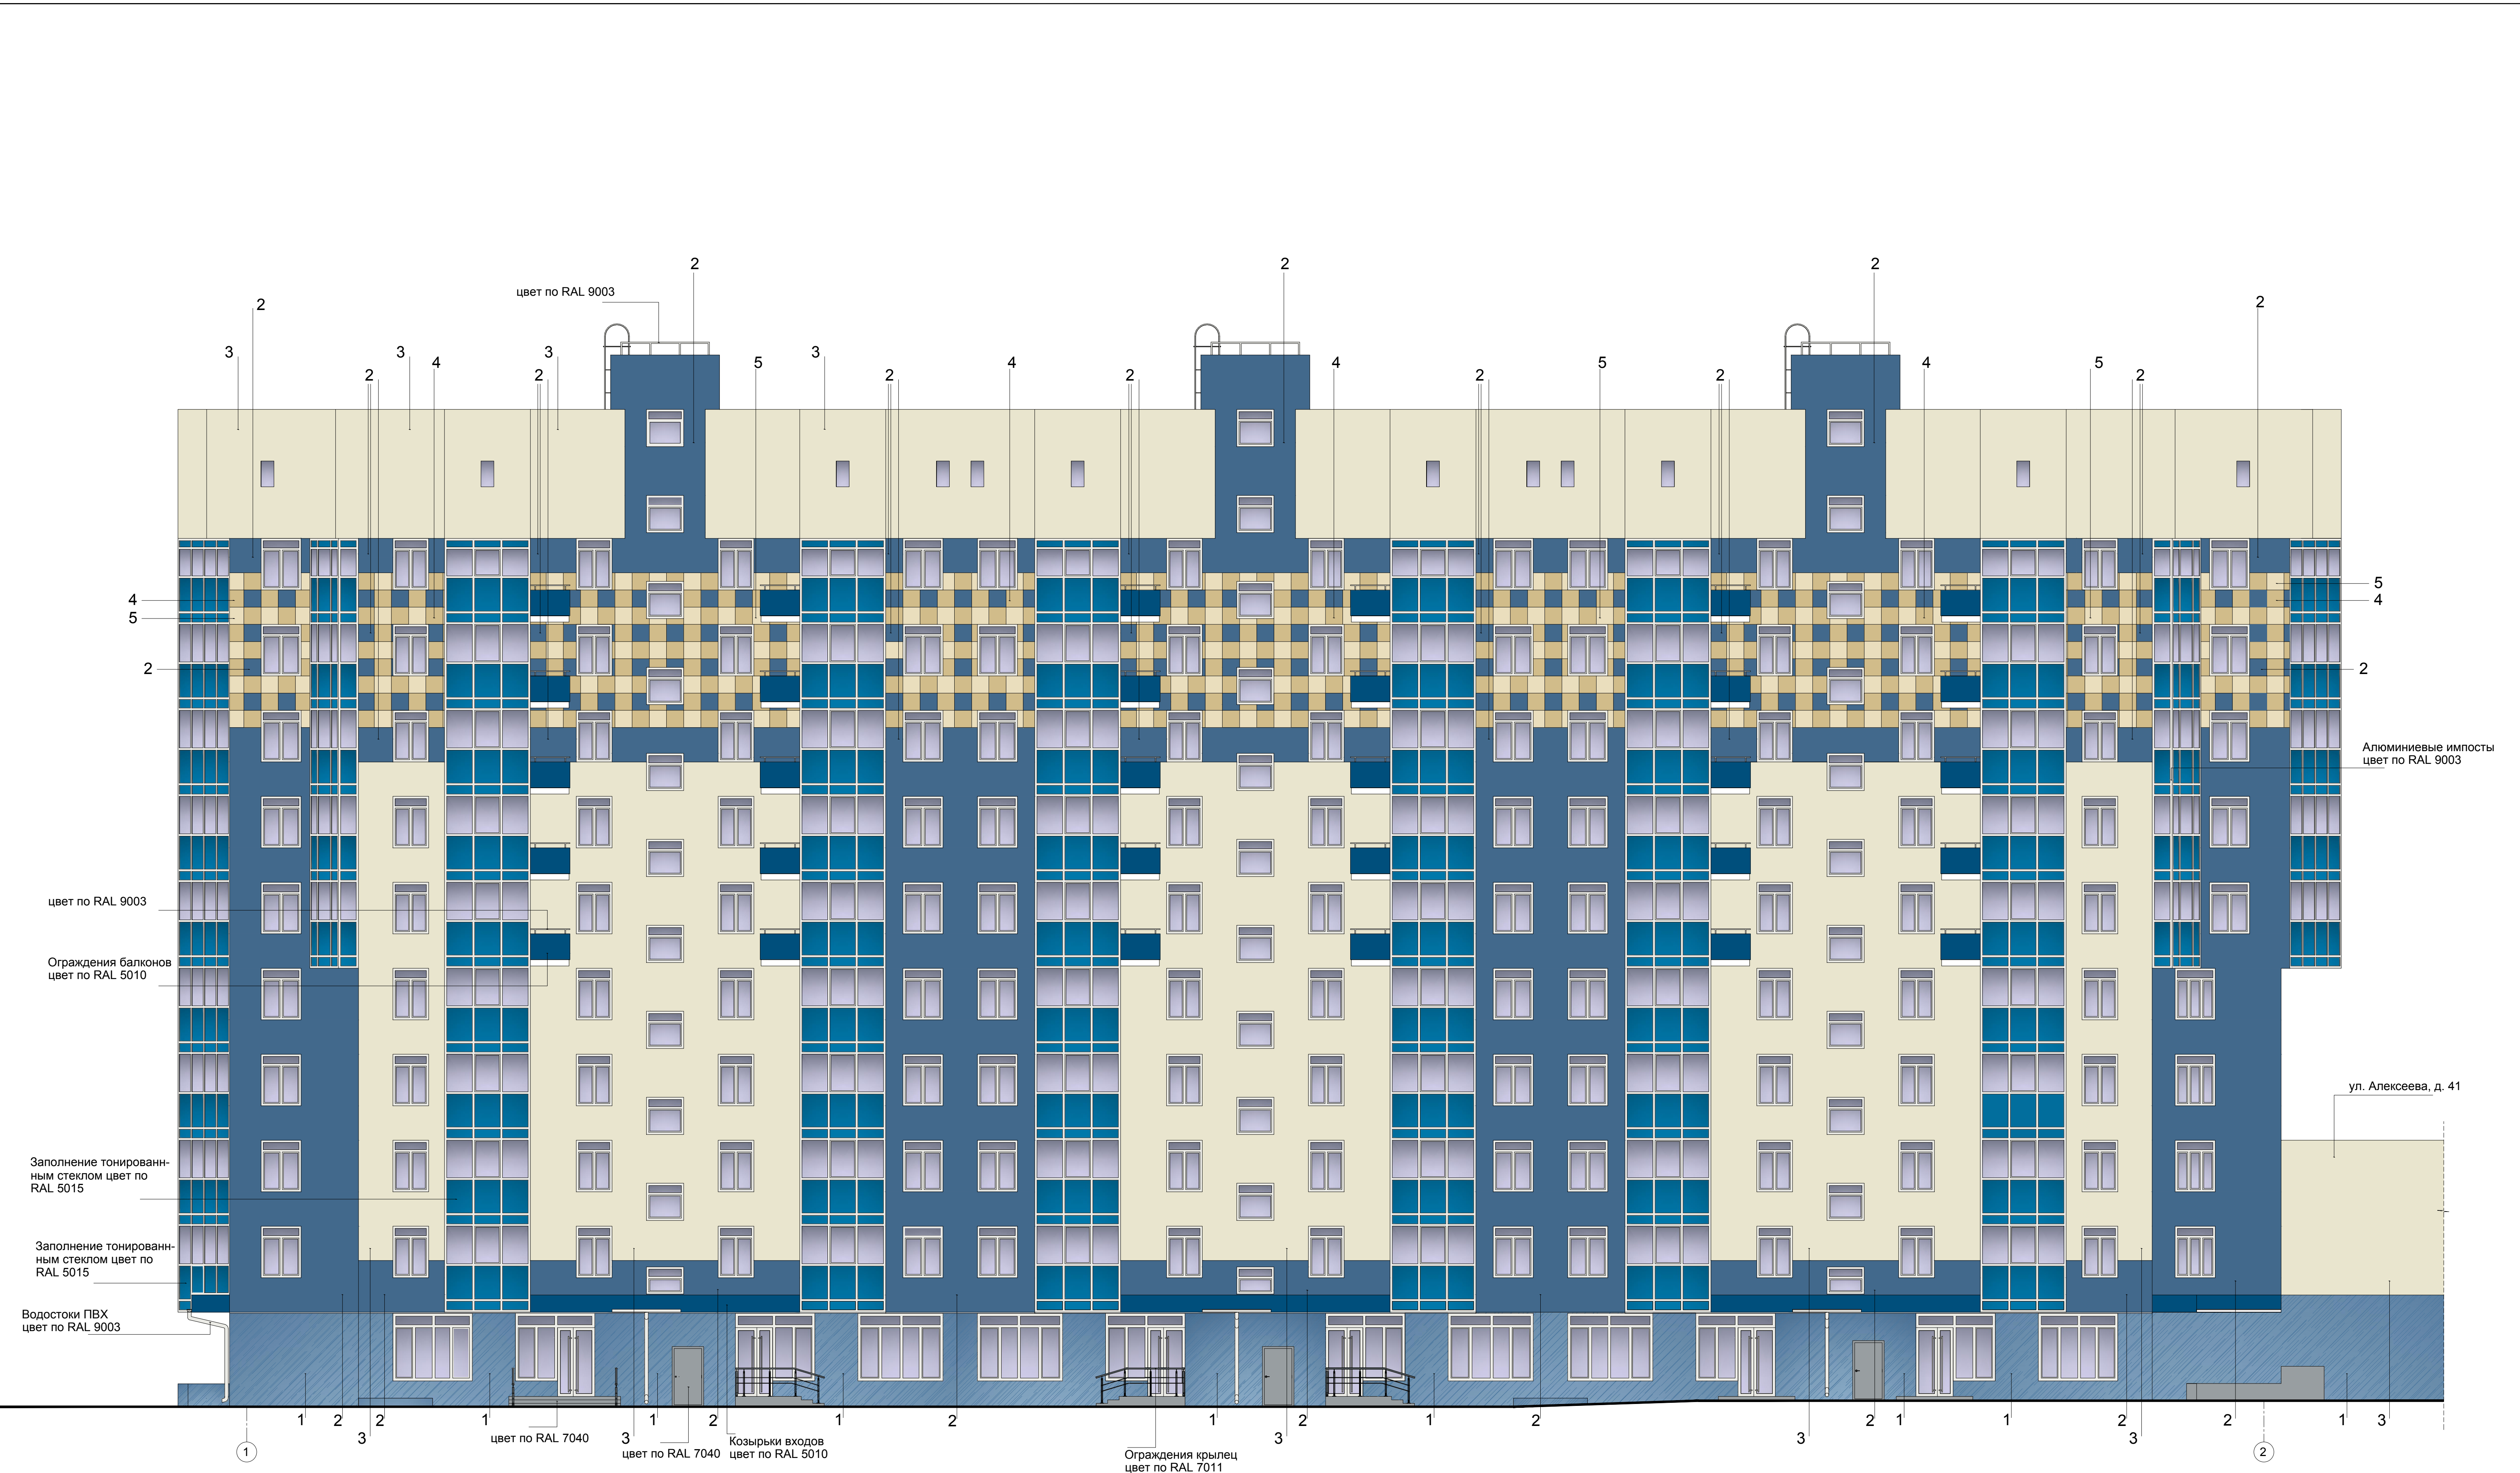 2
2
2
цвет по RAL 9003
2
2
3
3
3
3
4
5
4
4
5
4
5
2
2
2
2
2
2
2
4
5
5
4
2
2
Алюминиевые импосты
цвет по RAL 9003
цвет по RAL 9003
Ограждения балконов
цвет по RAL 5010
ул. Алексеева, д. 41
Заполнение тонированн-
ным стеклом цвет по
RAL 5015
Заполнение тонированн-
ным стеклом цвет по
RAL 5015
Водостоки ПВХ
цвет по RAL 9003
1
2
2
1
1
2
1
2
1
2
1
2
2
1
1
2
2
1
3
3
3
3
3
3
цвет по RAL 7040
цвет по RAL 7040
Козырьки входов
цвет по RAL 5010
Ограждения крылец
цвет по RAL 7011
1
2